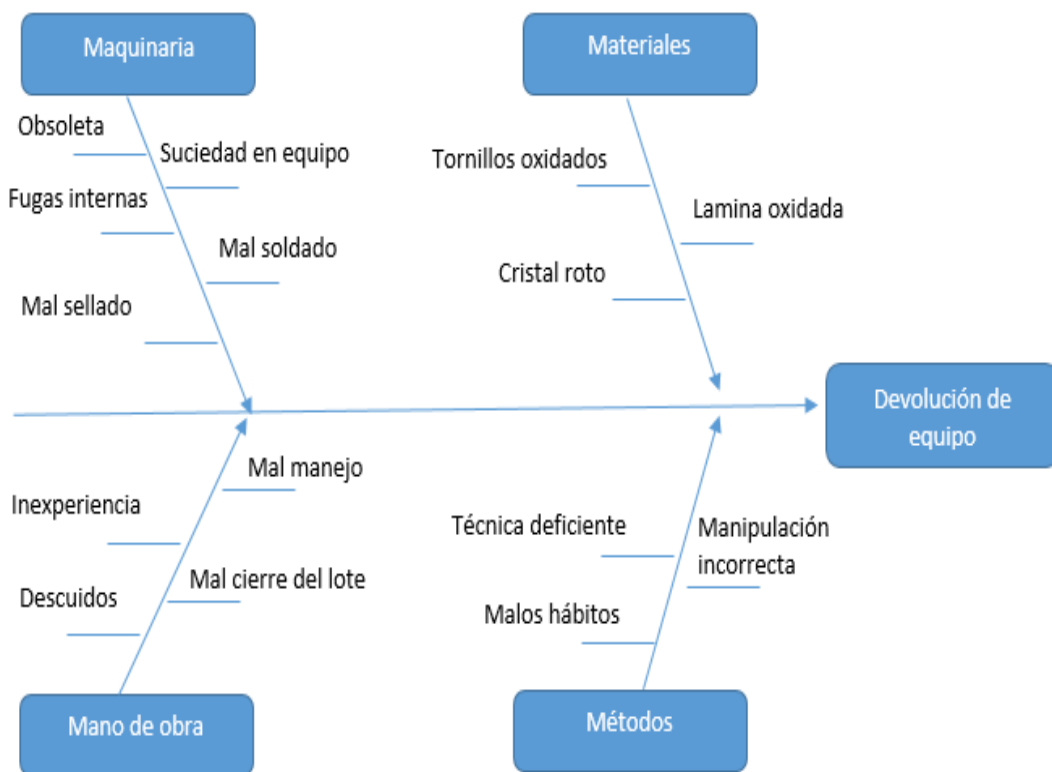 Maquinaria
Materiales
Obsoleta
Suciedad en equipo
Fugas internas
Mal soldado
Mal sellado
Tornillos oxidados
Lamina oxidada
Cristal roto
Devolución de
equipo
Mal manejo
Inexperiencia
Mal cierre del lote
Descuidos
Técnica deficiente
Manipulación
incorrecta
Malos hábitos
Mano de obra
Métodos